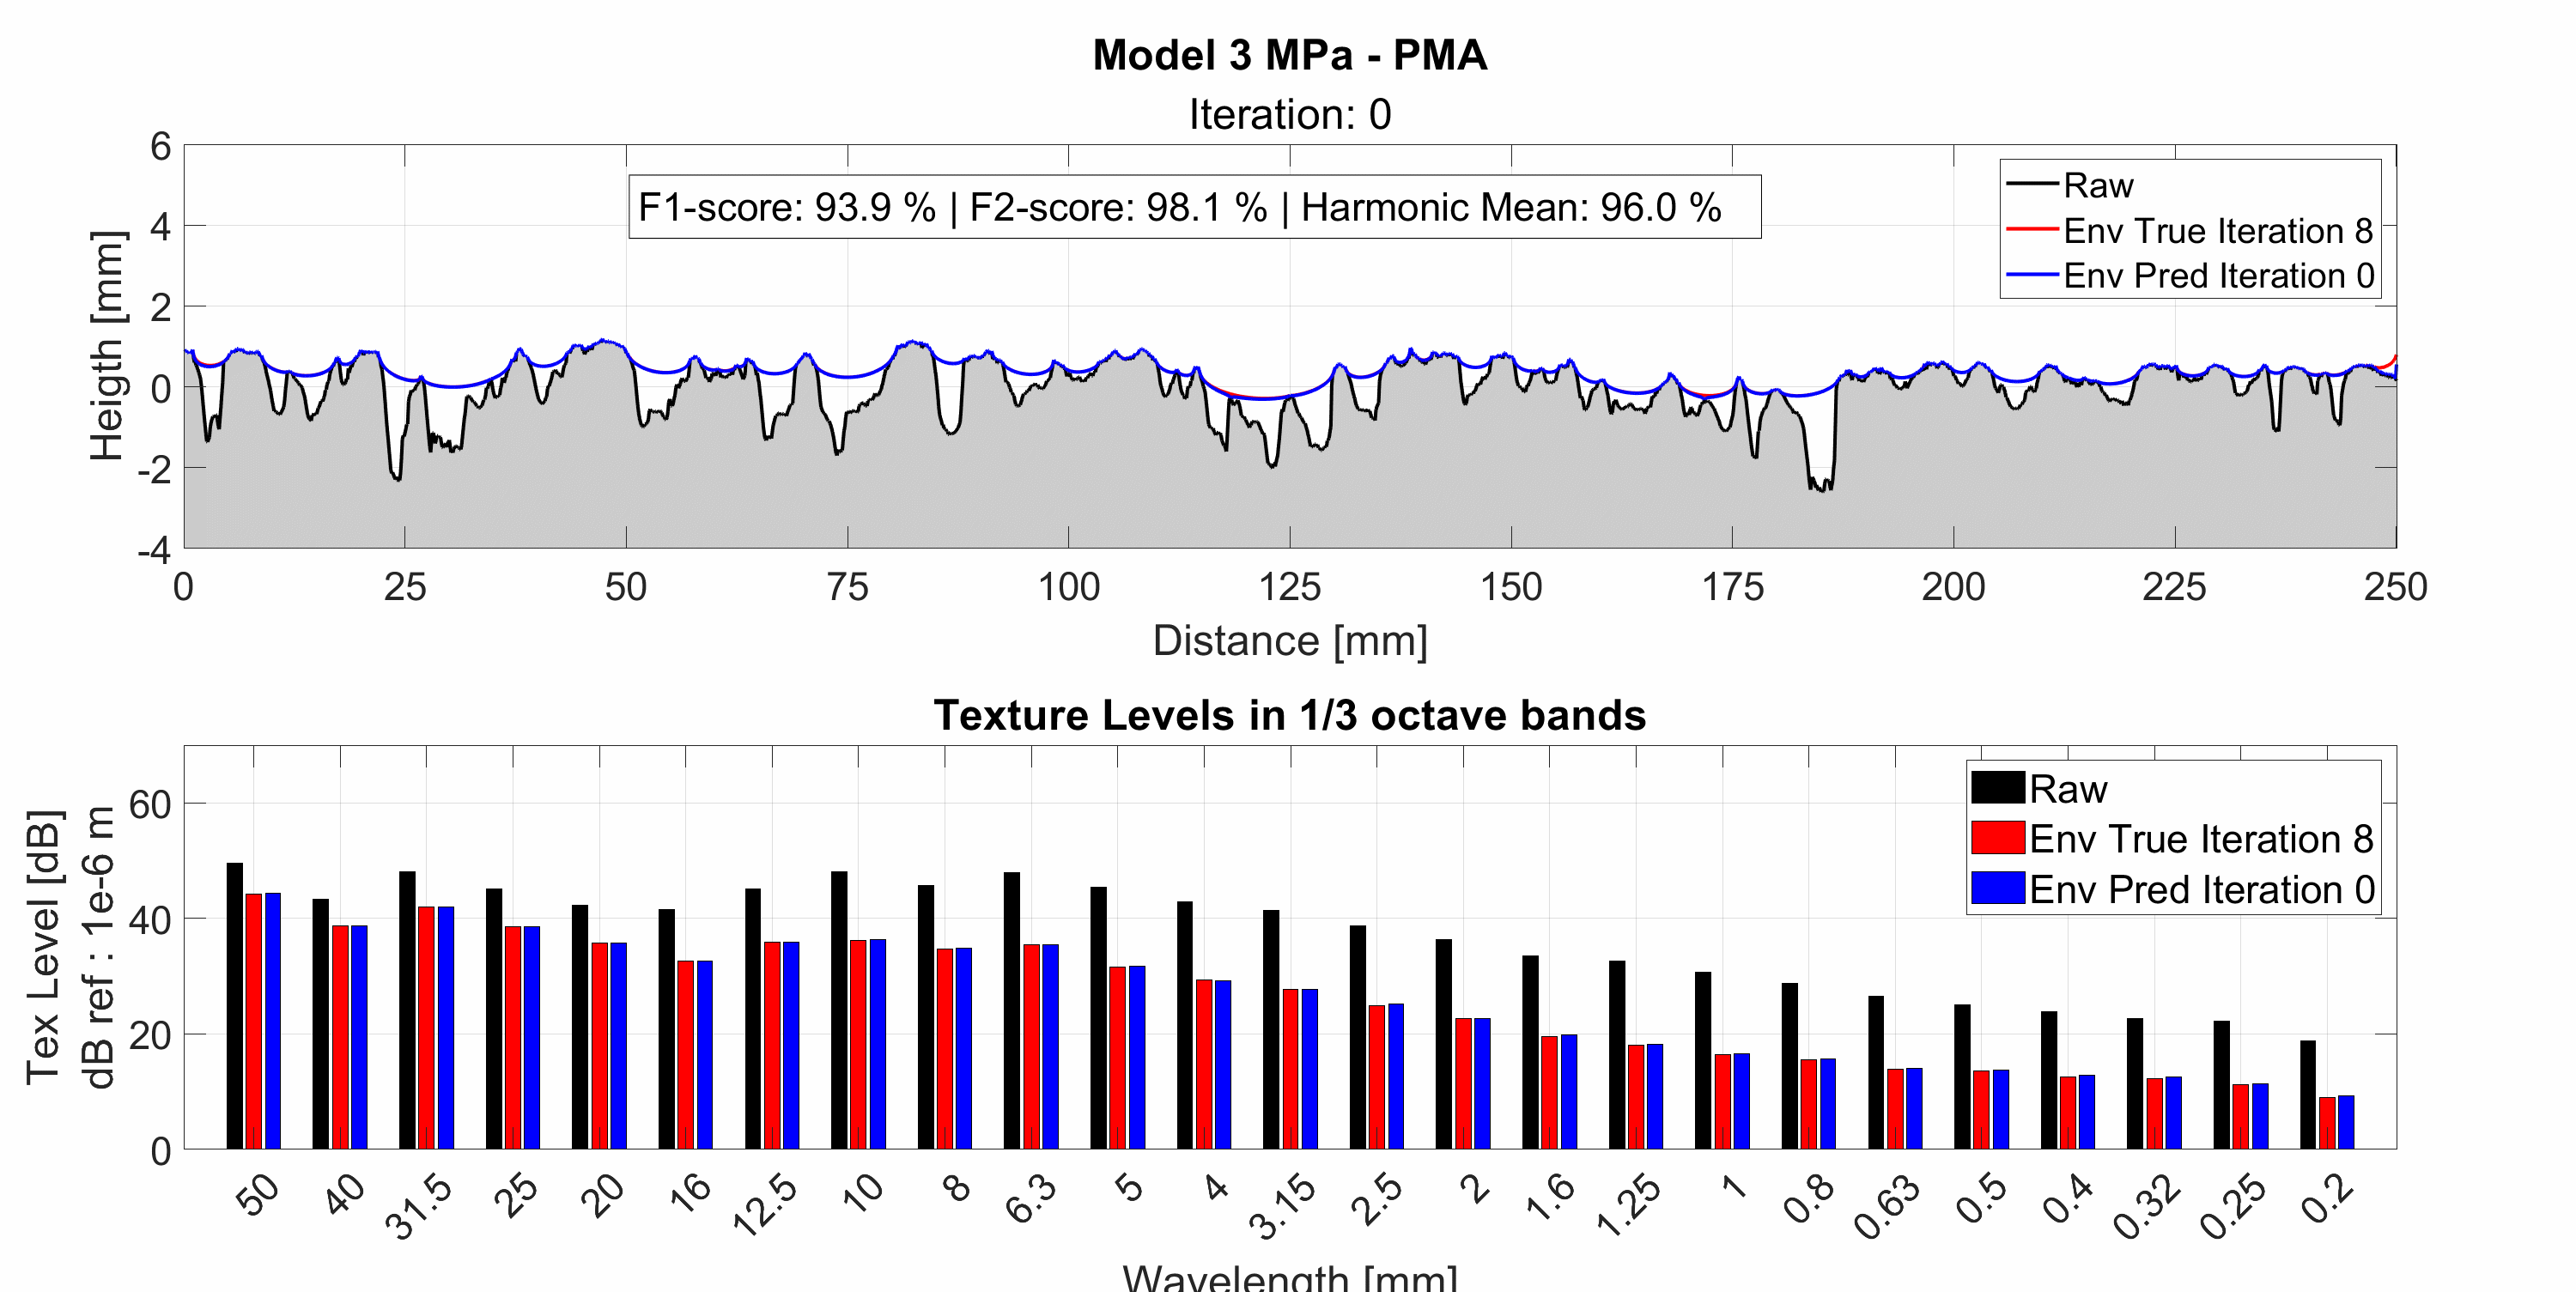 Model 3 MPa - PMA
Iteration: 0
F1-score: 93.9 % | F2-score: 98.1 % | Harmonic Mean: 96.0 %
Raw
Env True Iteration 8
Env Pred Iteration 0
Heigth [mm]
6
4
2
0
-2
-4
0 25 50 75 100 125 150 175 200 225 250
Distance [mm]
Texture Levels in 1/3 octave bands
Raw
Env True Iteration 8
Env Pred Iteration 0
Tex Level [dB]
dB ref : 1e-6 m
60
40
20
0
50 40 31.5 25 20 16 12.5 10 8 6.3 5 4 3.15 2.5 2 1.6 1.25 1 0.8 0.63 0.5 0.4 0.32 0.25 0.2
Wavelength [mm]